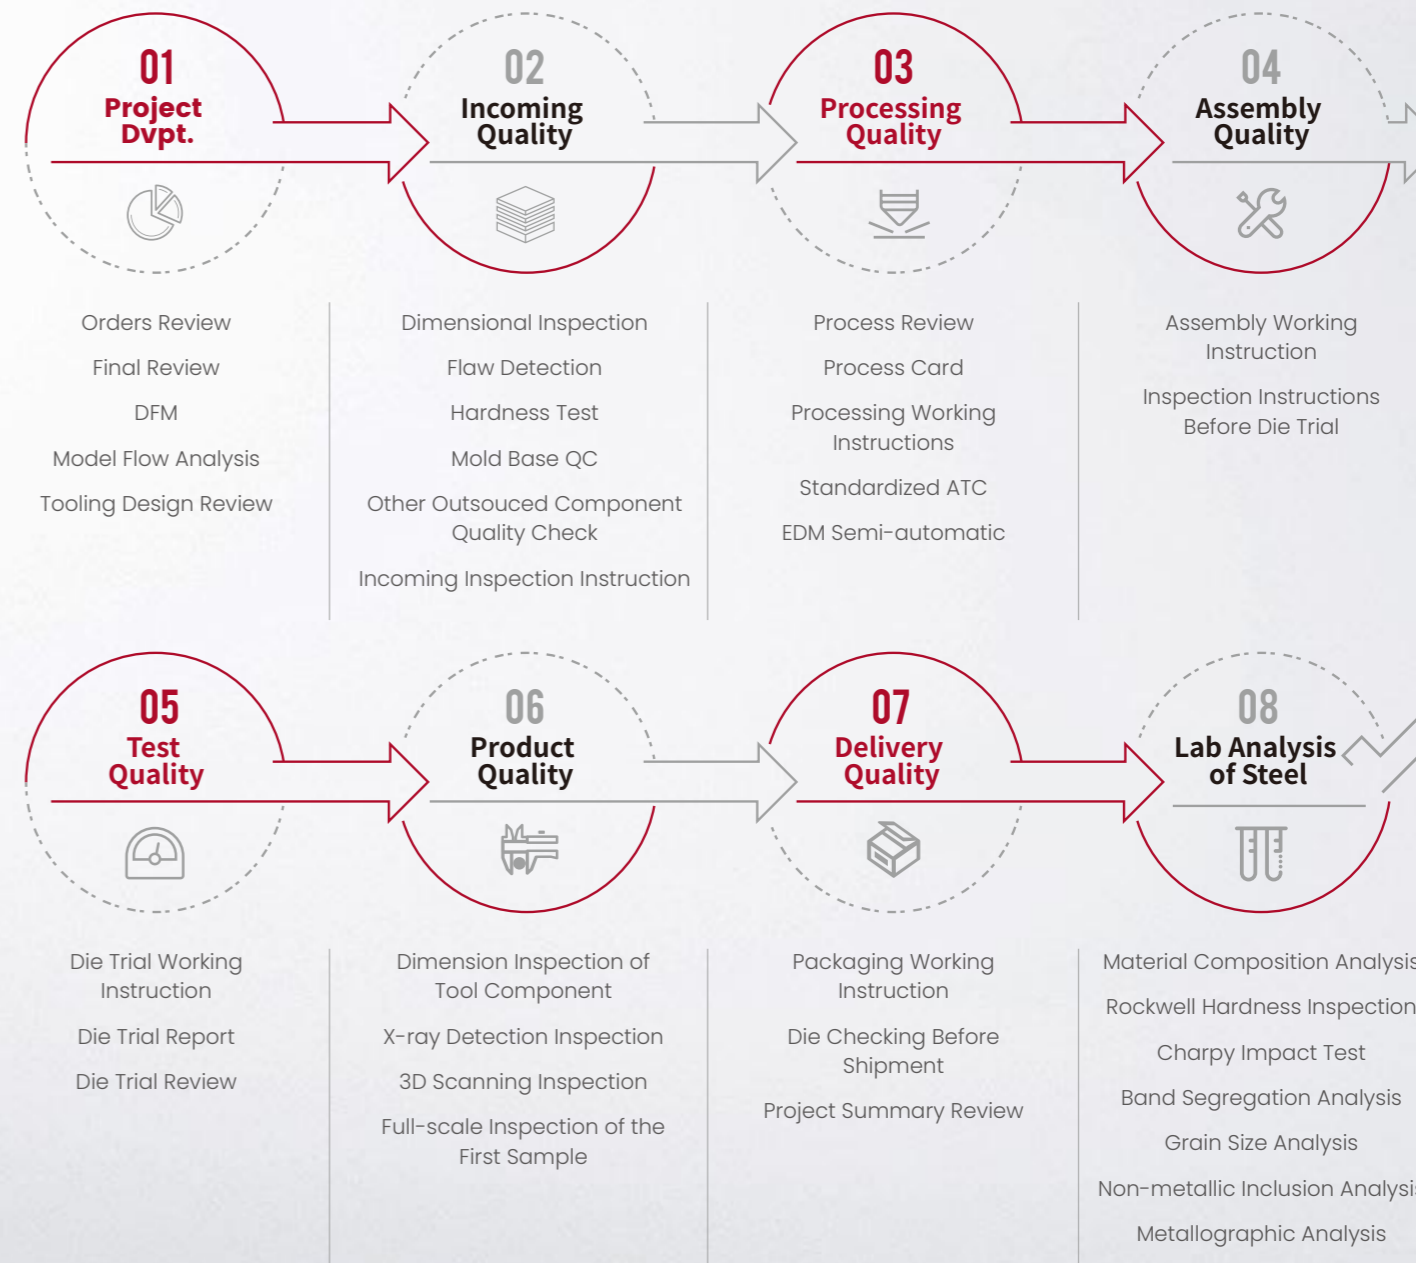 01
Project
Dvpt.
02
Incoming
Quality
03
Processing
Quality
04
Assembly
Quality
Orders Review
Final Review
DFM
Model Flow Analysis
Tooling Design Review
Dimensional Inspection
Flaw Detection
Hardness Test
Mold Base QC
Other Outsouced Component
Quality Check
Incoming Inspection Instruction
Process Review
Process Card
Processing Working
Instructions
Standardized ATC
EDM Semi-automatic
Assembly Working
Instruction
Inspection Instructions
Before Die Trial
05
Test
Quality
06
Product
Quality
07
Delivery
Quality
08
Lab Analysis
of Steel
Die Trial Working
Instruction
Die Trial Report
Die Trial Review
Dimension Inspection of
Tool Component
X-ray Detection Inspection
3D Scanning Inspection
Full-scale Inspection of the
First Sample
Packaging Working
Instruction
Die Checking Before
Shipment
Project Summary Review
Material Composition Analysis
Rockwell Hardness Inspection
Charpy Impact Test
Band Segregation Analysis
Grain Size Analysis
Non-metallic Inclusion Analysis
Metallographic Analysis